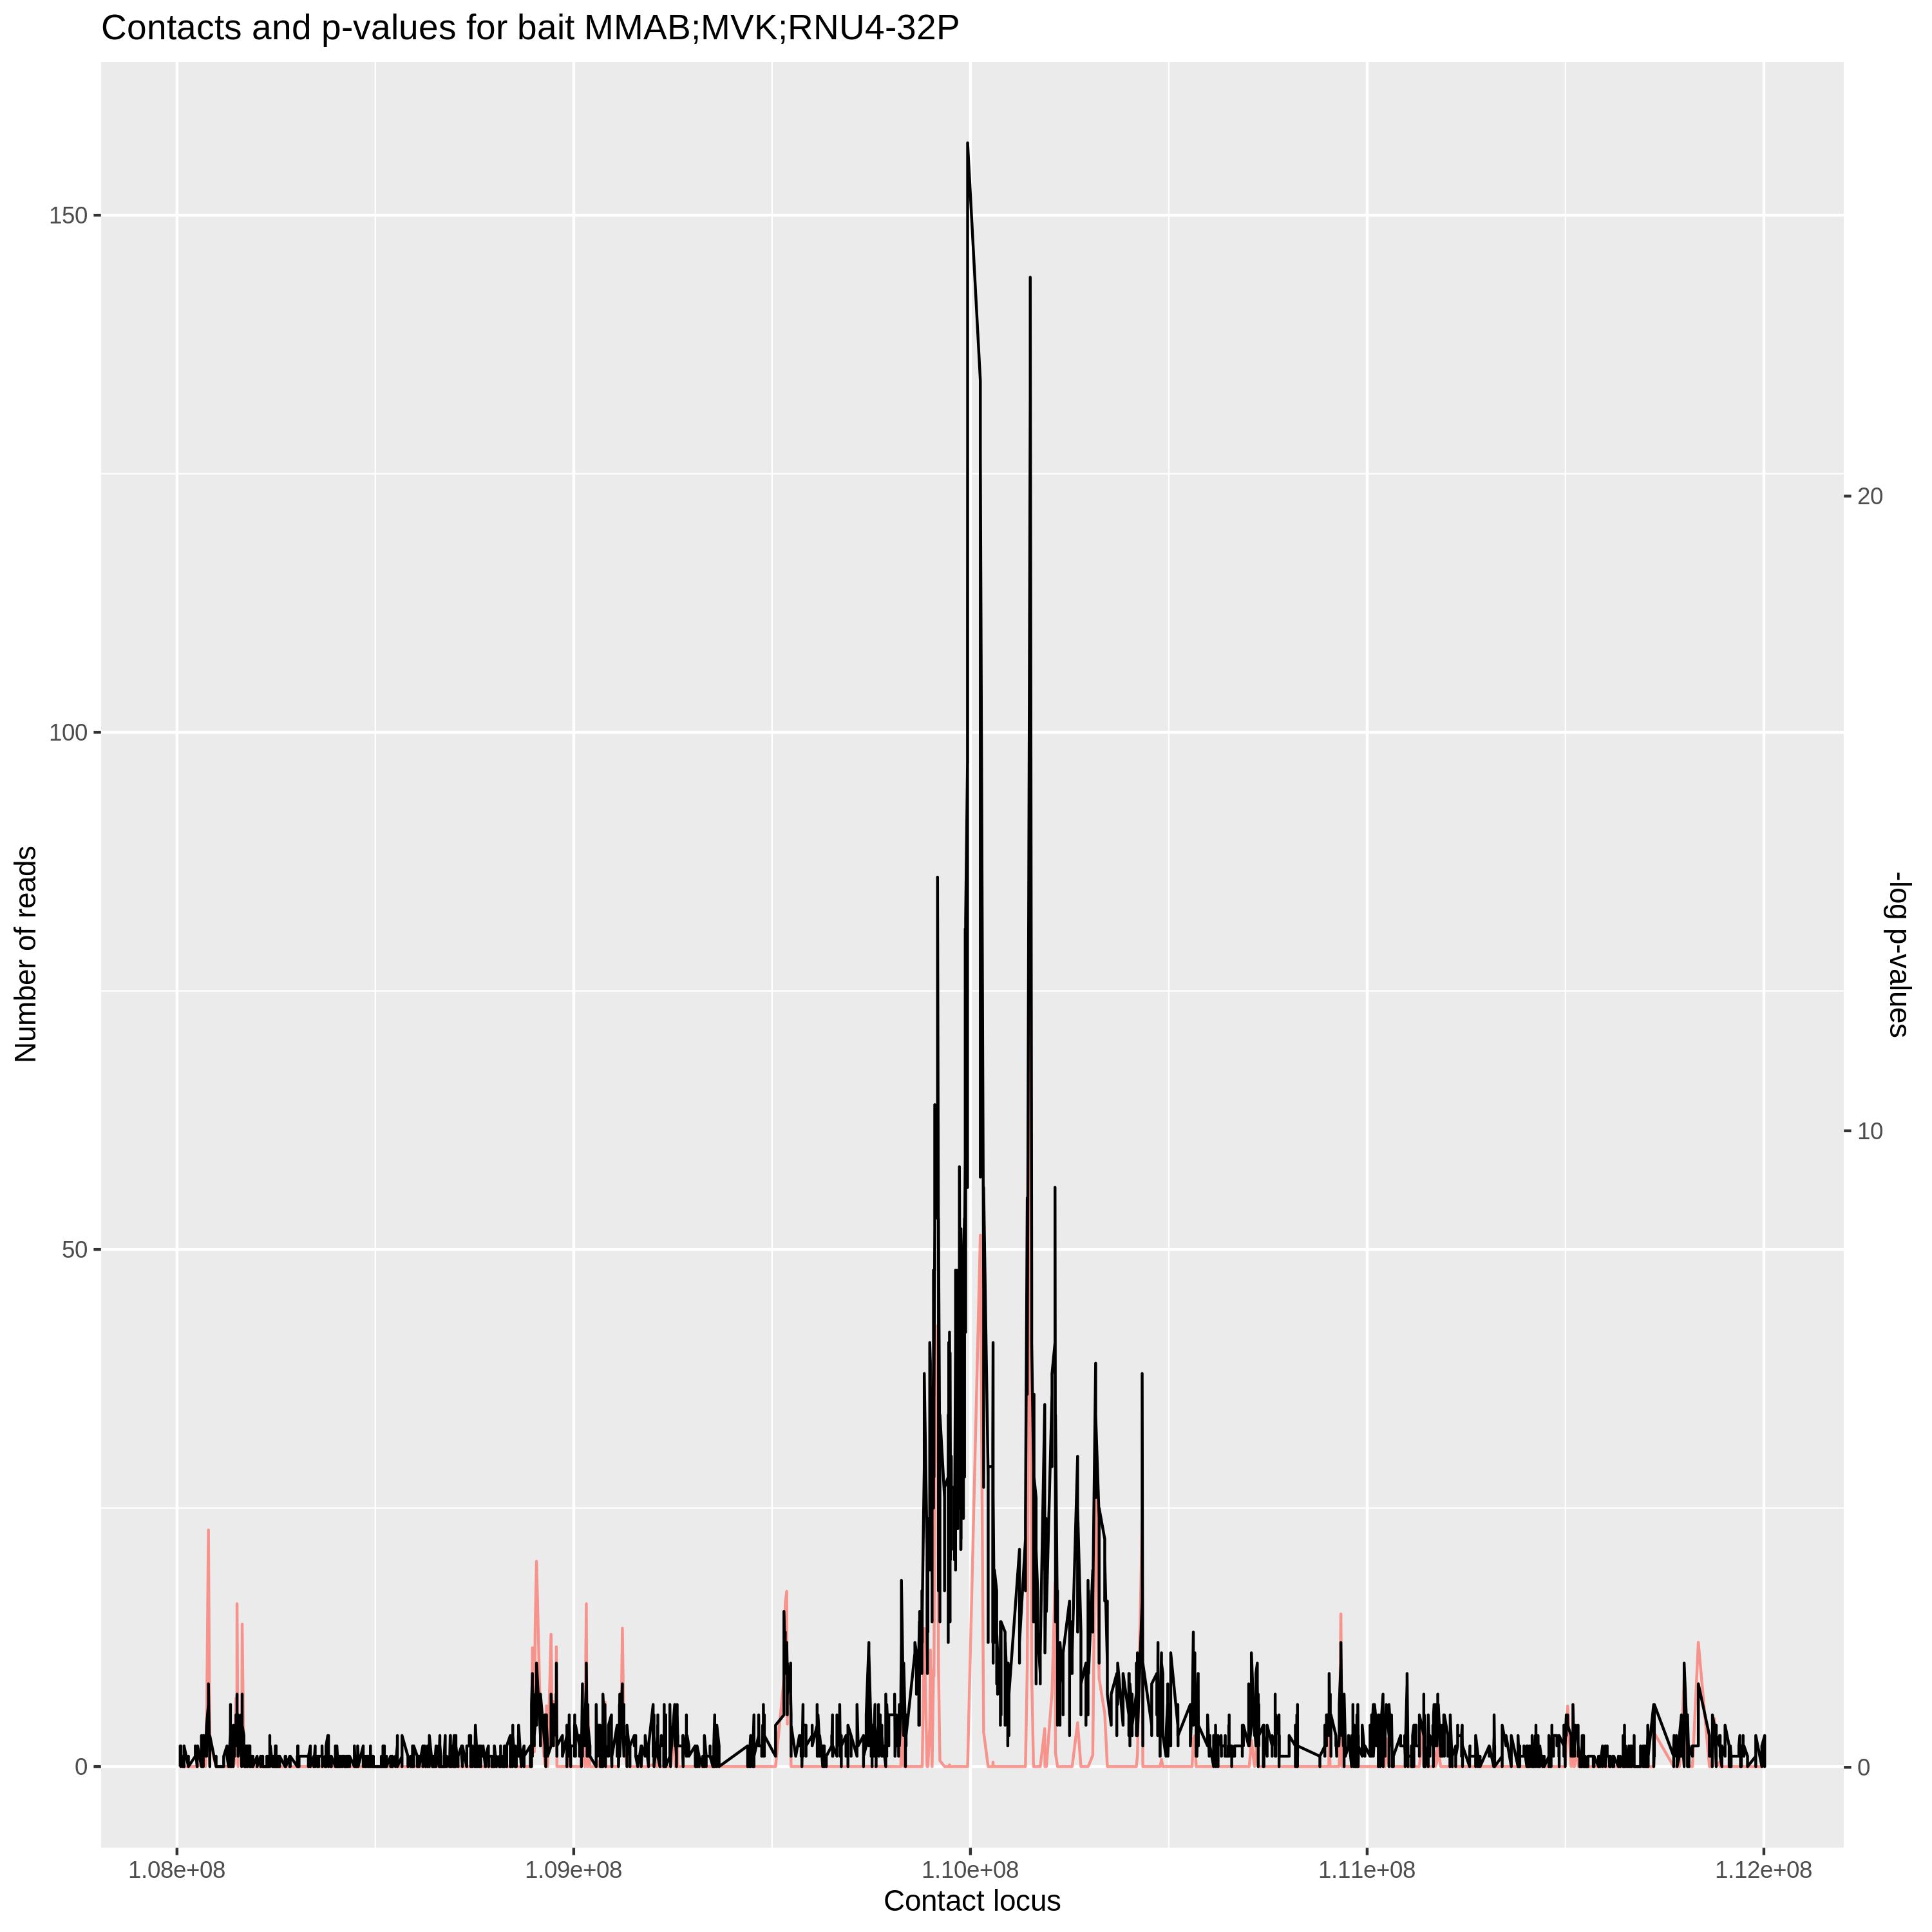 Contacts and p-values for bait MMAB;MVK;RNU4-32P
150
100
50
0
Number of reads
20
10
0
-log p-values
1.08e+08 1.09e+08 1.10e+08 1.11e+08 1.12e+08
Contact locus